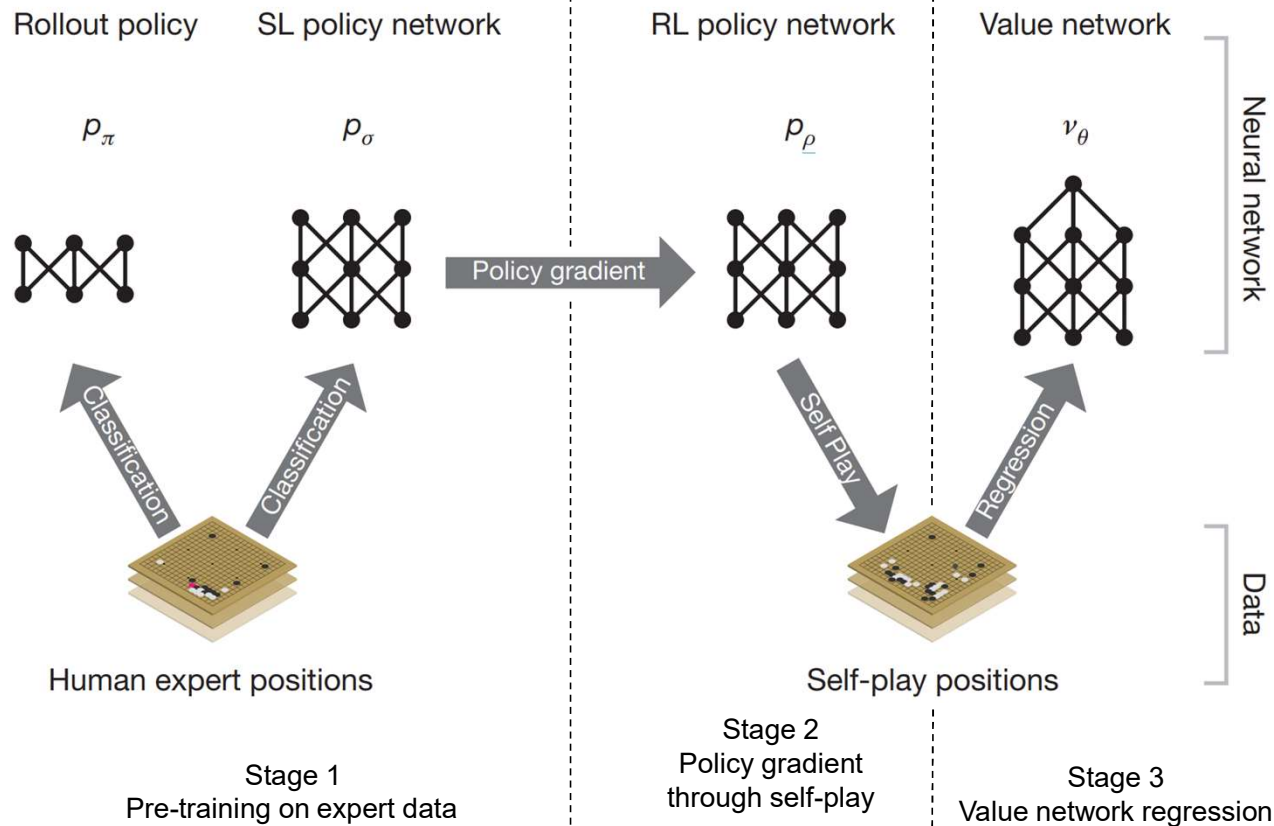 Rollout policy
SL policy network
RL policy network
Value network
pπ
pσ
pρ
νθ
Neural network
Policy gradient
Classification
Classification
Self Play
Regression
Data
Human expert positions
Self-play positions
Stage 1
Pre-training on expert data
Stage 2
Policy gradient
through self-play
Stage 3
Value network regression